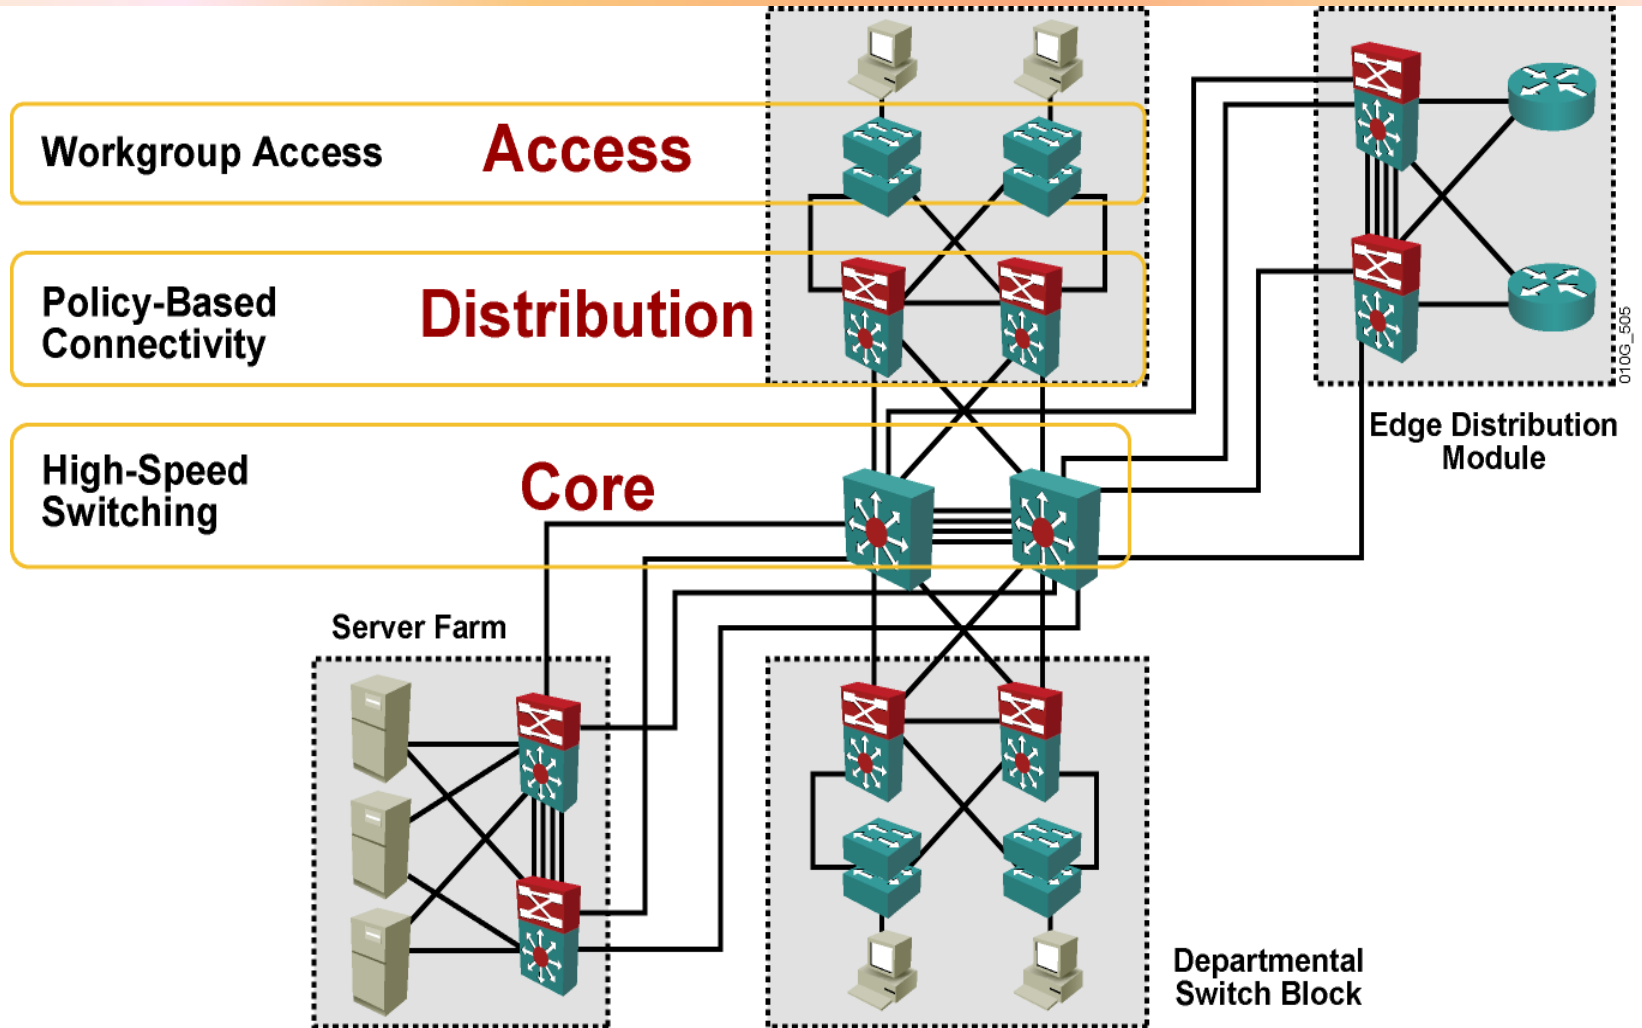 Workgroup Access
Access
Policy-Based
Connectivity
Distribution
High-Speed
Switching
Core
Edge Distribution
Module
010G_505
Server Farm
Departmental
Switch Block